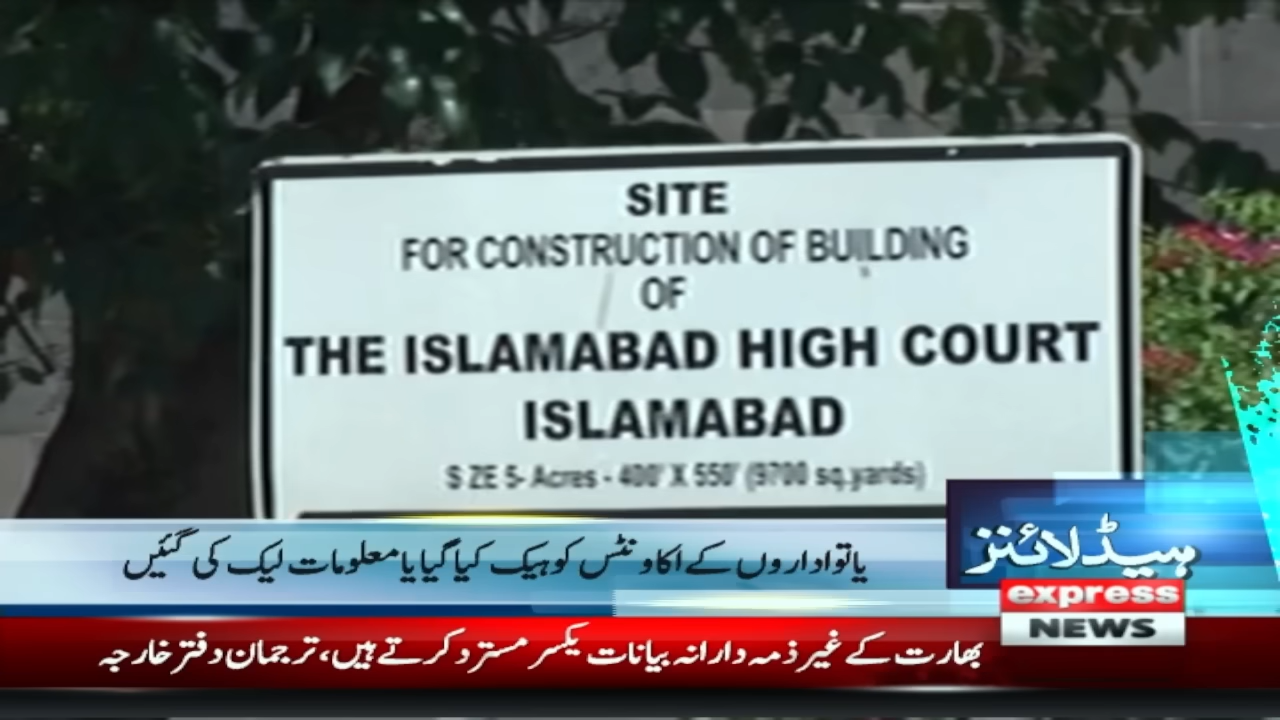 SITE
FOR CONSTRUCTION OF BUILDING
OF
THE ISLAMABAD HIGH COURT
ISLAMABAD
S ZE 5- Acres - 400' X 550' (9700 sq.yards)
ہیڈلائنز
یا تو اداروں کے اکاونٹس کو ہیک کیا گیا یا معلومات لیک کی گئیں
express
NEWS
بھارت کے غیر ذمہ دارانہ بیانات یکسر مسترد کرتے ہیں، ترجمان دفتر خارجہ